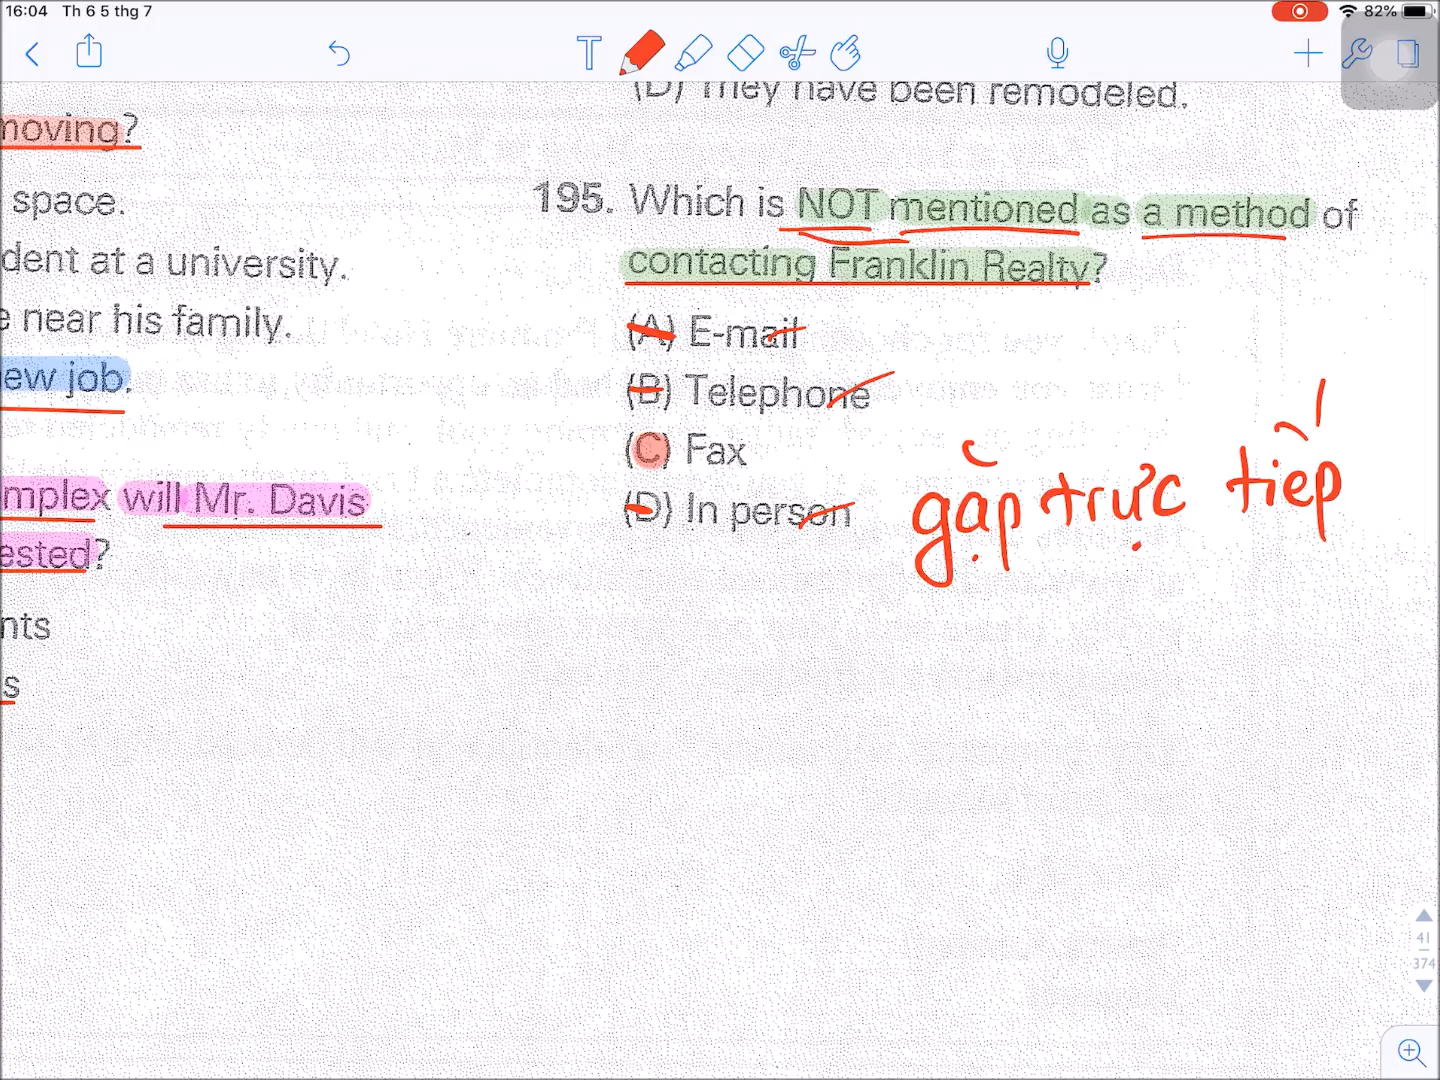 16:04 Th 6 5 thg 7
82%
T
moving?
space.
dent at a university.
e near his family.
ew job.
mplex will Mr. Davis
ested?
nts
s
(D) They have been remodeled.
195. Which is NOT mentioned as a method of
contacting Franklin Realty?
(A) E-mail
(B) Telephone
(C) Fax
(D) In person
gặp trực tiếp
41
374